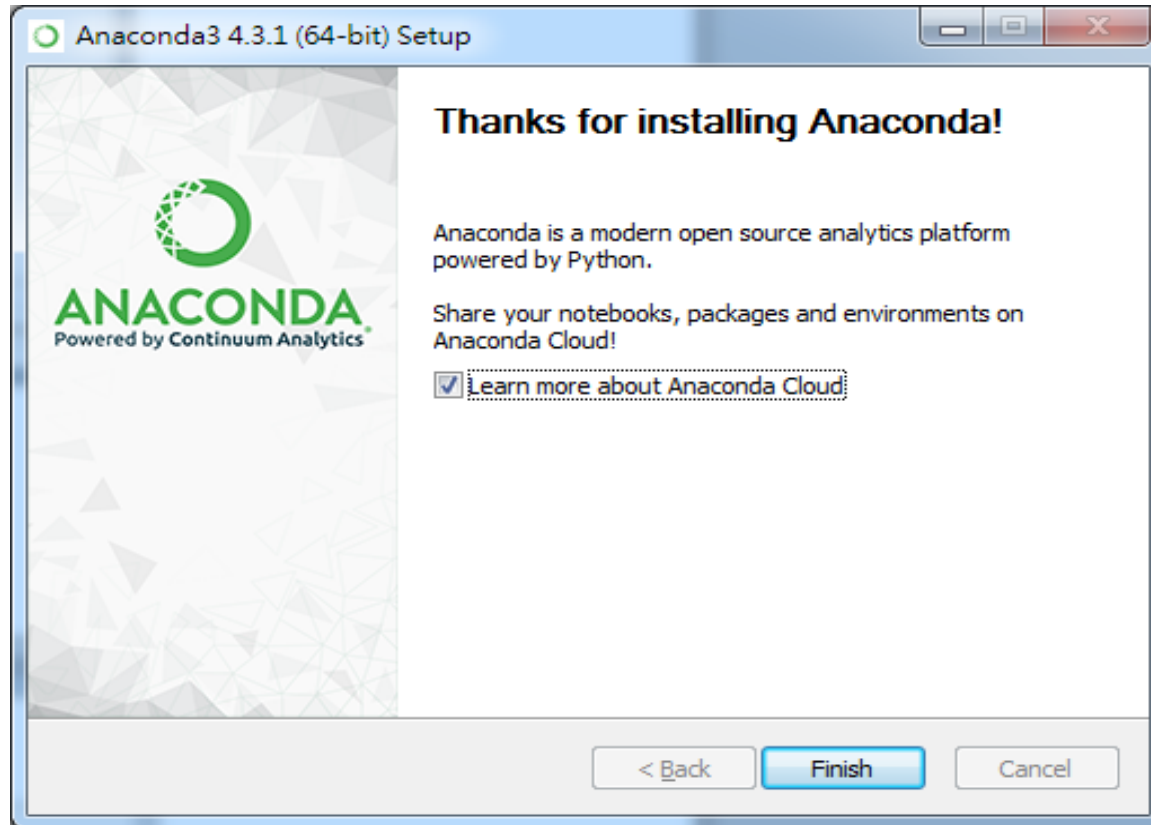 Anaconda3 4.3.1 (64-bit) Setup
Thanks for installing Anaconda!
Anaconda is a modern open source analytics platform
powered by Python.
Share your notebooks, packages and environments on
Anaconda Cloud!
Learn more about Anaconda Cloud
ANACONDA®
Powered by Continuum Analytics
< Back
Finish
Cancel